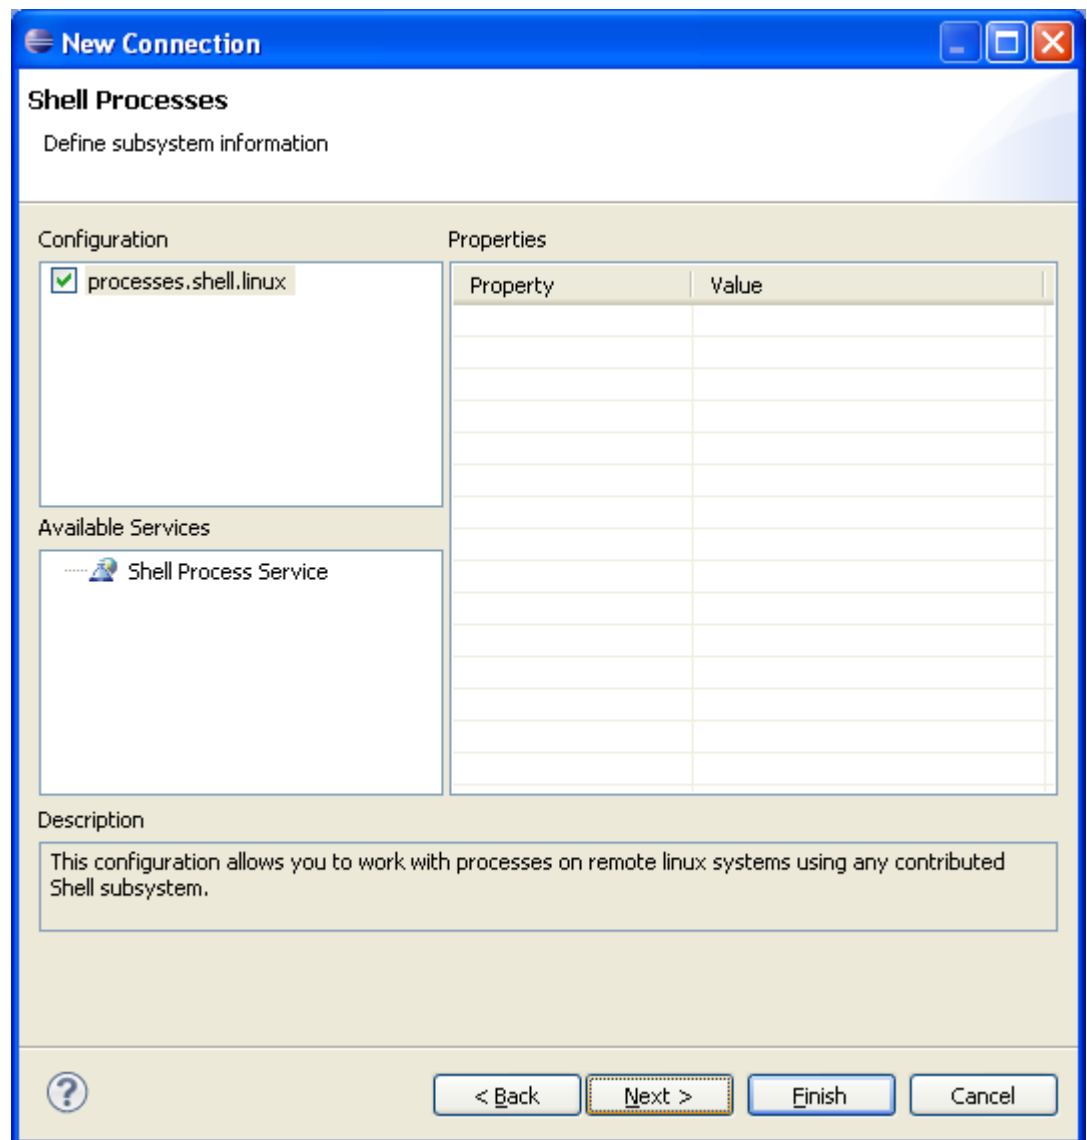 New Connection
Shell Processes
Define subsystem information
Configuration
Properties
processes.shell.linux
Property Value
Available Services
Shell Process Service
Description
This configuration allows you to work with processes on remote linux systems using any contributed
Shell subsystem.
?
< Back Next > Finish Cancel